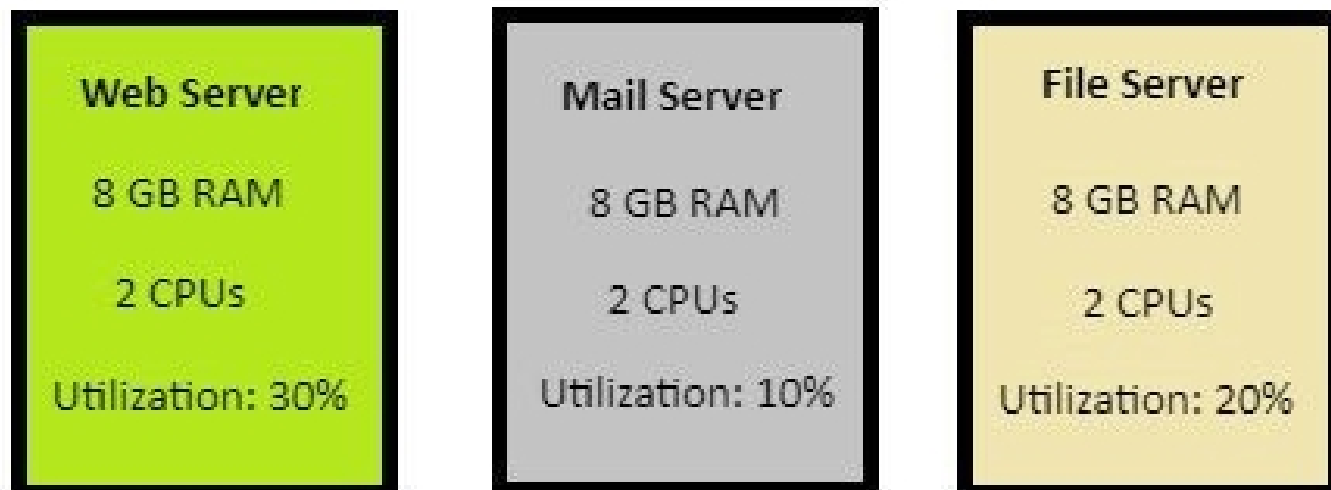 Web Server
8 GB RAM
2 CPUs
Utilization: 30%
Mail Server
8 GB RAM
2 CPUs
Utilization: 10%
File Server
8 GB RAM
2 CPUs
Utilization: 20%